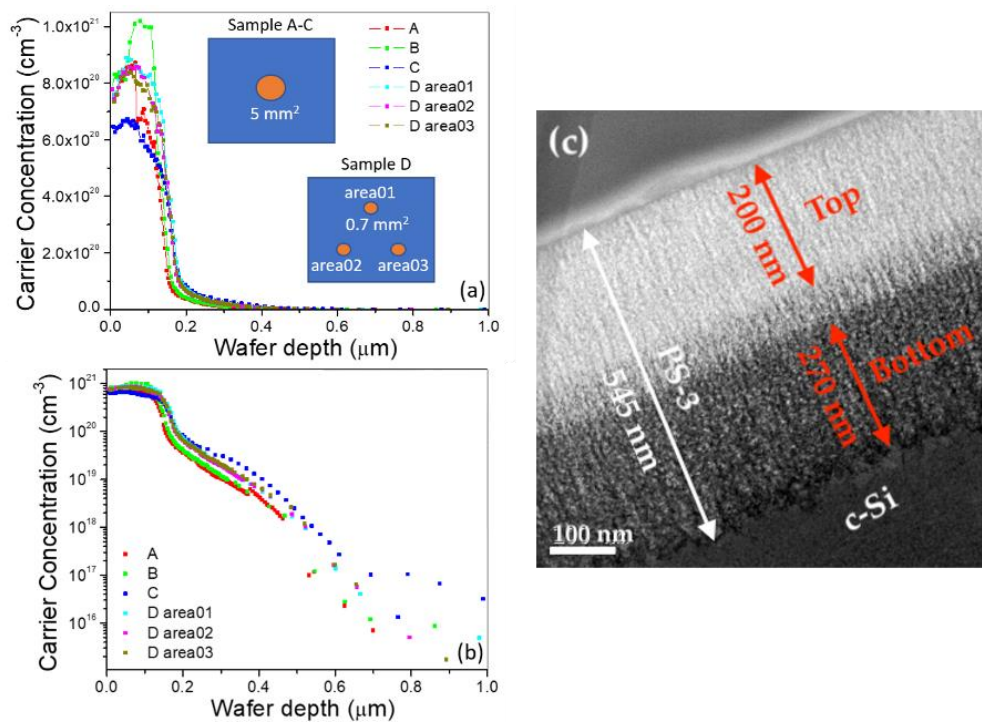 1.0x10²¹
8.0x10²⁰
6.0x10²⁰
4.0x10²⁰
2.0x10²⁰
0.0
Carrier Concentration (cm⁻³)
Sample A-C
5 mm²
A
B
C
D area01
D area02
D area03
Sample D
area01
0.7 mm²
area02 area03
(a)
0.0 0.2 0.4 0.6 0.8 1.0
Wafer depth (μm)
10²¹
10²⁰
10¹⁹
10¹⁸
10¹⁷
10¹⁶
Carrier Concentration (cm⁻³)
A
B
C
D area01
D area02
D area03
(b)
0.0 0.2 0.4 0.6 0.8 1.0
Wafer depth (μm)
(c)
Top
200 nm
PS-3
545 nm
Bottom
270 nm
c-Si
100 nm